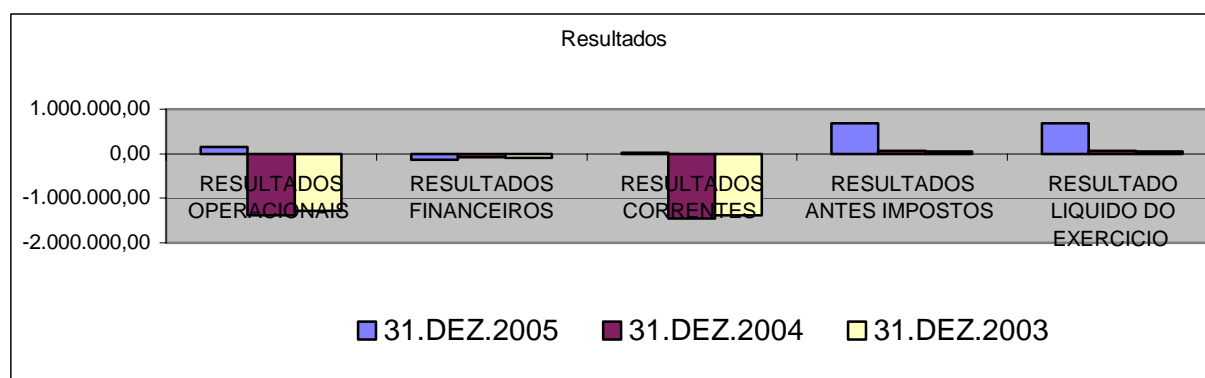 Resultados
1.000.000,00
0,00
-1.000.000,00
-2.000.000,00
RESULTADOS OPERACIONAIS
RESULTADOS FINANCEIROS
RESULTADOS CORRENTES
RESULTADOS ANTES IMPOSTOS
RESULTADO LIQUIDO DO EXERCICIO
31.DEZ.2005 31.DEZ.2004 31.DEZ.2003